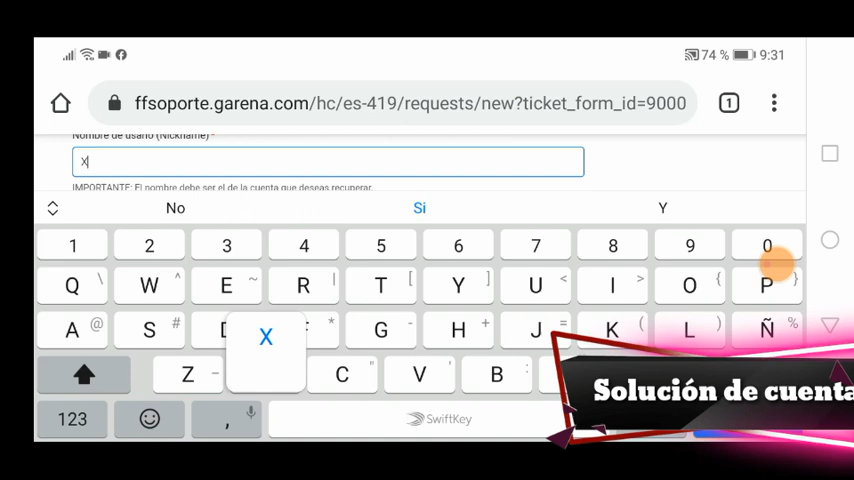 74 % 9:31
ffsoporte.garena.com/hc/es-419/requests/new?ticket_form_id=9000
1
Nombre de usario (Nickname) *
X
IMPORTANTE: El nombre debe ser el de la cuenta que deseas recuperar.
No Si Y
1 2 3 4 5 6 7 8 9 0
Q \ W ^ E ~ R | T [ Y ] U < I > O { P }
A @ S # D F * G - H + J = K ( L ) Ñ %
Z _ X C " V ' B :
123 , SwiftKey
Solución de cuenta